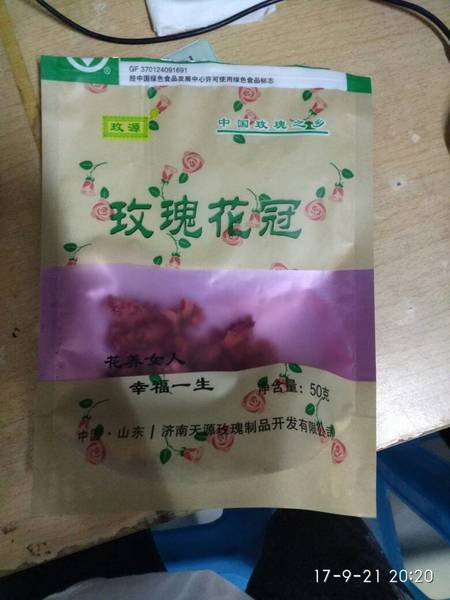 GF 370124091691
经中国绿色食品发展中心许可使用绿色食品标志
玫源
中国玫瑰之乡
玫瑰花冠
花养女人
幸福一生
净含量：50克
中国·山东 | 济南天源玫瑰制品开发有限公司
17-9-21 20:20